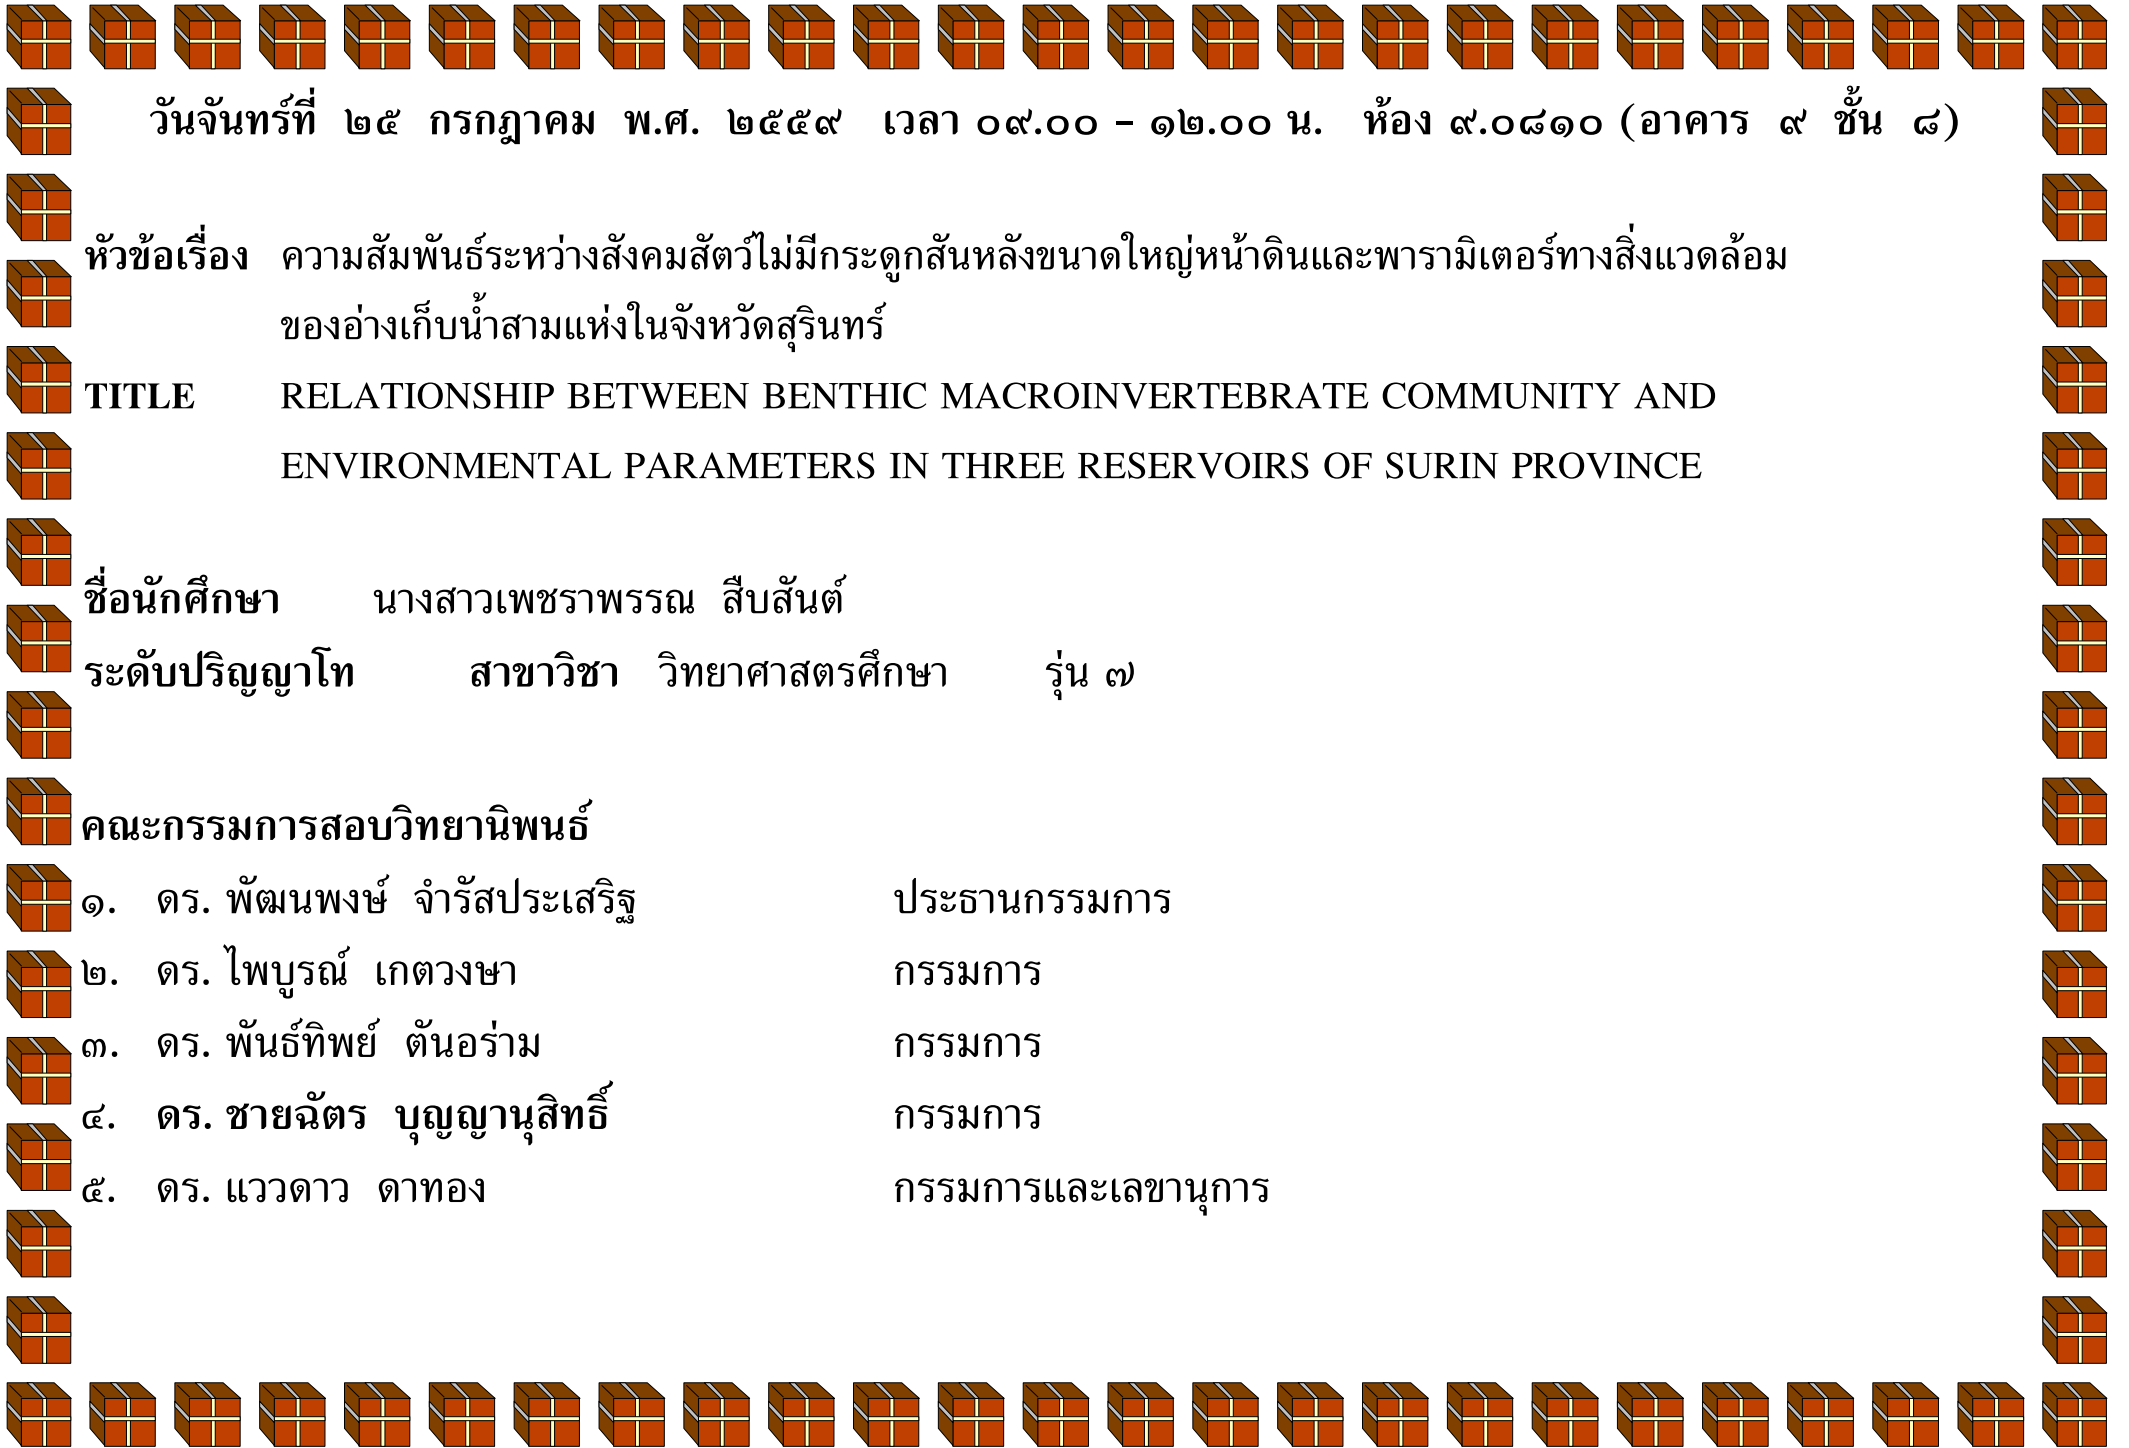 วันจันทร์ที่ ๒๕ กรกฎาคม พ.ศ. ๒๕๕๙ เวลา ๐๙.๐๐ – ๑๒.๐๐ น. ห้อง ๙.๐๘๑๐ (อาคาร ๙ ชั้น ๘)
หัวข้อเรื่อง ความสัมพันธ์ระหว่างสังคมสัตว์ไม่มีกระดูกสันหลังขนาดใหญ่หน้าดินและพารามิเตอร์ทางสิ่งแวดล้อม
ของอ่างเก็บน้ำสามแห่งในจังหวัดสุรินทร์
TITLE RELATIONSHIP BETWEEN BENTHIC MACROINVERTEBRATE COMMUNITY AND
ENVIRONMENTAL PARAMETERS IN THREE RESERVOIRS OF SURIN PROVINCE
ชื่อนักศึกษา นางสาวเพชราพรรณ สืบสันต์
ระดับปริญญาโท สาขาวิชา วิทยาศาสตรศึกษา รุ่น ๗
คณะกรรมการสอบวิทยานิพนธ์
๑. ดร. พัฒนพงษ์ จำรัสประเสริฐ ประธานกรรมการ
๒. ดร. ไพบูรณ์ เกตวงษา กรรมการ
๓. ดร. พันธ์ทิพย์ ตันอร่าม กรรมการ
๔. ดร. ชายฉัตร บุญญานุสิทธิ์ กรรมการ
๕. ดร. แววดาว ดาทอง กรรมการและเลขานุการ